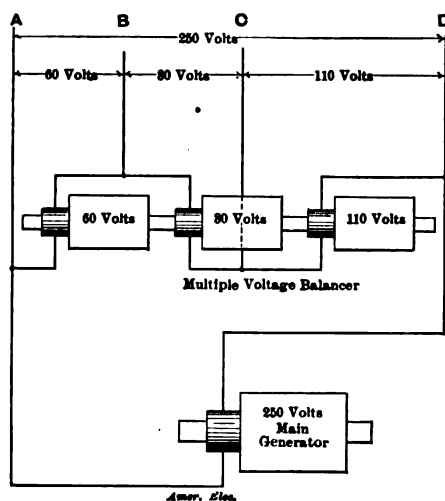 A B C D
250 Volts
60 Volts 80 Volts 110 Volts
60 Volts 80 Volts 110 Volts
Multiple Voltage Balancer
250 Volts
Main
Generator
Amer. Elec.